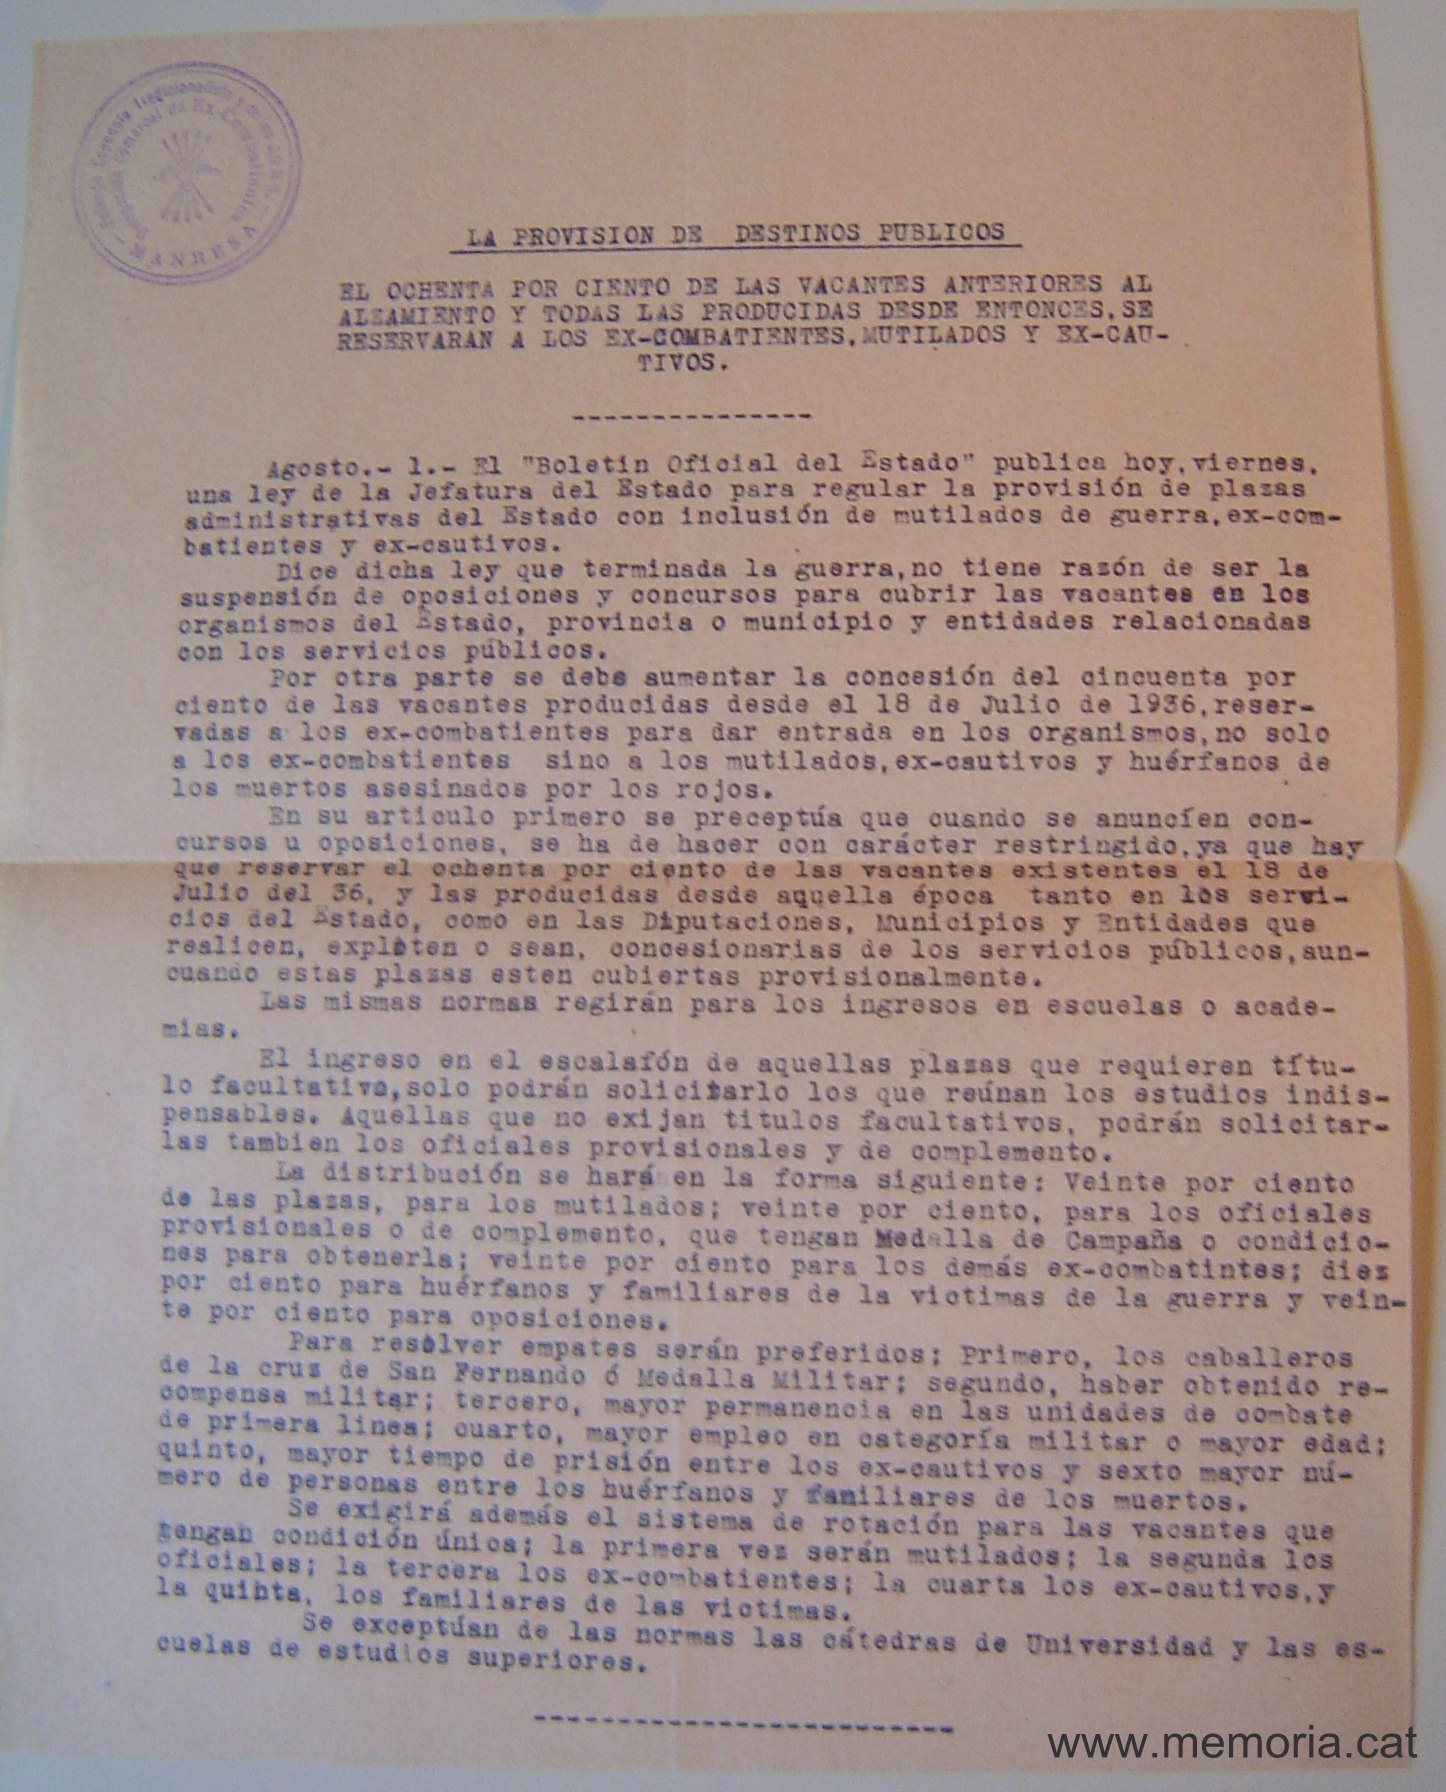 Falange Española Tradicionalista y de las J.O.N.S.
Delegación Comarcal de Ex-Combatientes
MANRESA
LA PROVISION DE DESTINOS PUBLICOS
EL OCHENTA POR CIENTO DE LAS VACANTES ANTERIORES AL
ALZAMIENTO Y TODAS LAS PRODUCIDAS DESDE ENTONCES, SE
RESERVARAN A LOS EX-COMBATIENTES, MUTILADOS Y EX-CAU-
TIVOS.
---------------
Agosto.- 1.- El "Boletin Oficial del Estado" publica hoy, viernes,
una ley de la Jefatura del Estado para regular la provisión de plazas
administrativas del Estado con inclusión de mutilados de guerra, ex-com-
batientes y ex-cautivos.
Dice dicha ley que terminada la guerra, no tiene razón de ser la
suspensión de oposiciones y concursos para cubrir las vacantes en los
organismos del Estado, provincia o municipio y entidades relacionadas
con los servicios públicos.
Por otra parte se debe aumentar la concesión del cincuenta por
ciento de las vacantes producidas desde el 18 de Julio de 1936, reser-
vadas a los ex-combatientes para dar entrada en los organismos, no solo
a los ex-combatientes sino a los mutilados, ex-cautivos y huérfanos de
los muertos asesinados por los rojos.
En su articulo primero se preceptúa que cuando se anuncíen con-
cursos u oposiciones, se ha de hacer con carácter restringido, ya que hay
que reservar el ochenta por ciento de las vacantes existentes el 18 de
Julio del 36, y las producidas desde aquella época tanto en los servi-
cios del Estado, como en las Diputaciones, Municipios y Entidades que
realicen, exploten o sean, concesionarias de los servicios públicos, aun-
cuando estas plazas esten cubiertas provisionalmente.
Las mismas normas regirán para los ingresos en escuelas o acade-
mias.
El ingreso en el escalafón de aquellas plazas que requieren títu-
lo facultativo, solo podrán solicitarlo los que reúnan los estudios indis-
pensables. Aquellas que no exijan titulos facultativos, podrán solicitar-
las tambien los oficiales provisionales y de complemento.
La distribución se hará en la forma siguiente: Veinte por ciento
de las plazas, para los mutilados; veinte por ciento, para los oficiales
provisionales o de complemento, que tengan Medalla de Campaña o condicio-
nes para obtenerla; veinte por ciento para los demás ex-combatintes; diez
por ciento para huérfanos y familiares de la victimas de la guerra y vein-
te por ciento para oposiciones.
Para resolver empates serán preferidos; Primero, los caballeros
de la cruz de San Fernando ó Medalla Militar; segundo, haber obtenido re-
compensa militar; tercero, mayor permanencia en las unidades de combate
de primera linea; cuarto, mayor empleo en categoría militar o mayor edad;
quinto, mayor tiempo de prisión entre los ex-cautivos y sexto mayor nú-
mero de personas entre los huérfanos y familiares de los muertos.
Se exigirá además el sistema de rotación para las vacantes que
tengan condición única; la primera vez serán mutilados; la segunda los
oficiales; la tercera los ex-combatientes; la cuarta los ex-cautivos, y
la quinta, los familiares de las victimas.
Se exceptúan de las normas las cátedras de Universidad y las es-
cuelas de estudios superiores.
---------------------------
www.memoria.cat